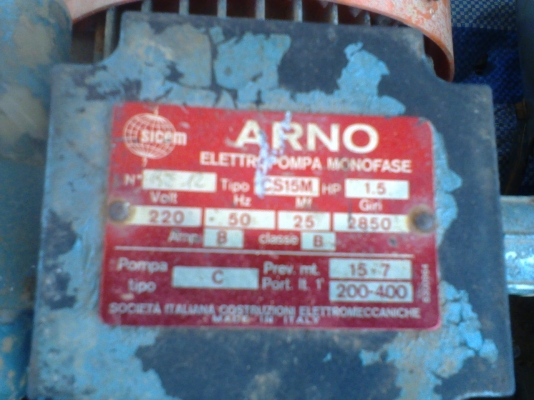 sicem
ARNO
ELETTROPOMPA MONOFASE
N° Tipo CS15M HP 1.5
Volt Hz Mf Giri
220 50 25 2850
Amp. 8 classe B
Pompa tipo C
Prev. mt. 15-7
Port. lt. 1' 200-400
SOCIETÀ ITALIANA COSTRUZIONI ELETTROMECCANICHE
MADE IN ITALY